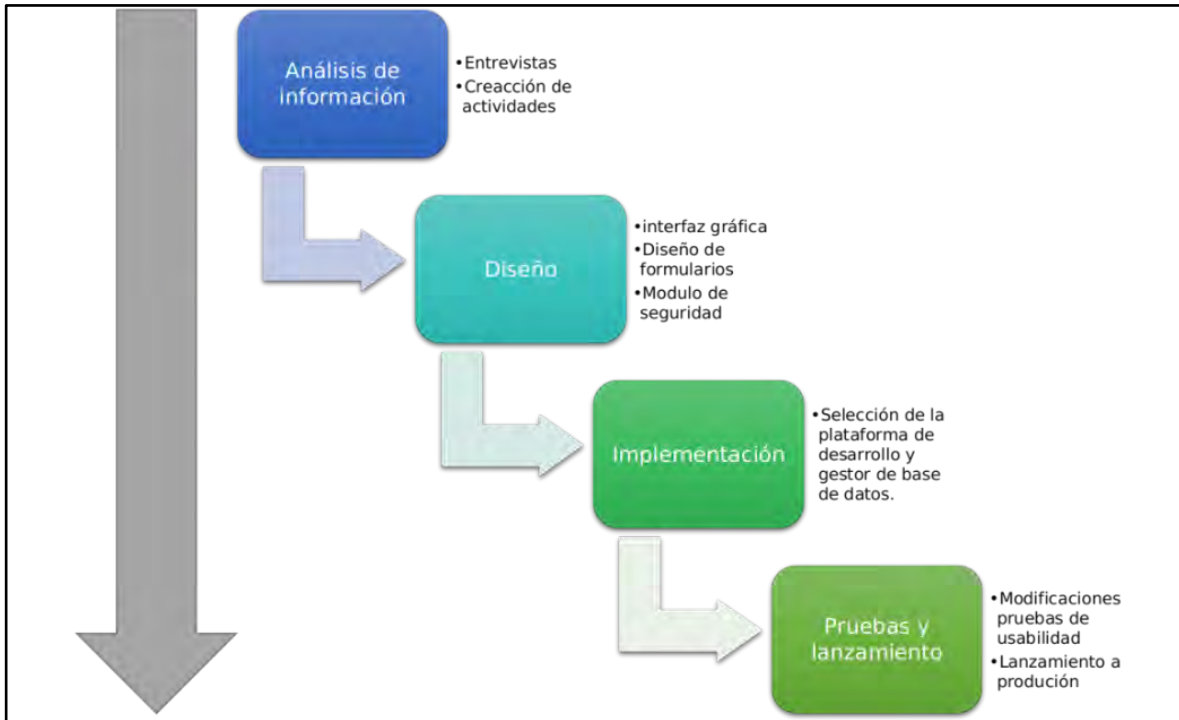 Análisis de
información
•Entrevistas
•Creacción de
actividades
Diseño
•interfaz gráfica
•Diseño de
formularios
•Modulo de
seguridad
Implementación
•Selección de la
plataforma de
desarrollo y
gestor de base
de datos.
Pruebas y
lanzamiento
•Modificaciones
pruebas de
usabilidad
•Lanzamiento a
produción